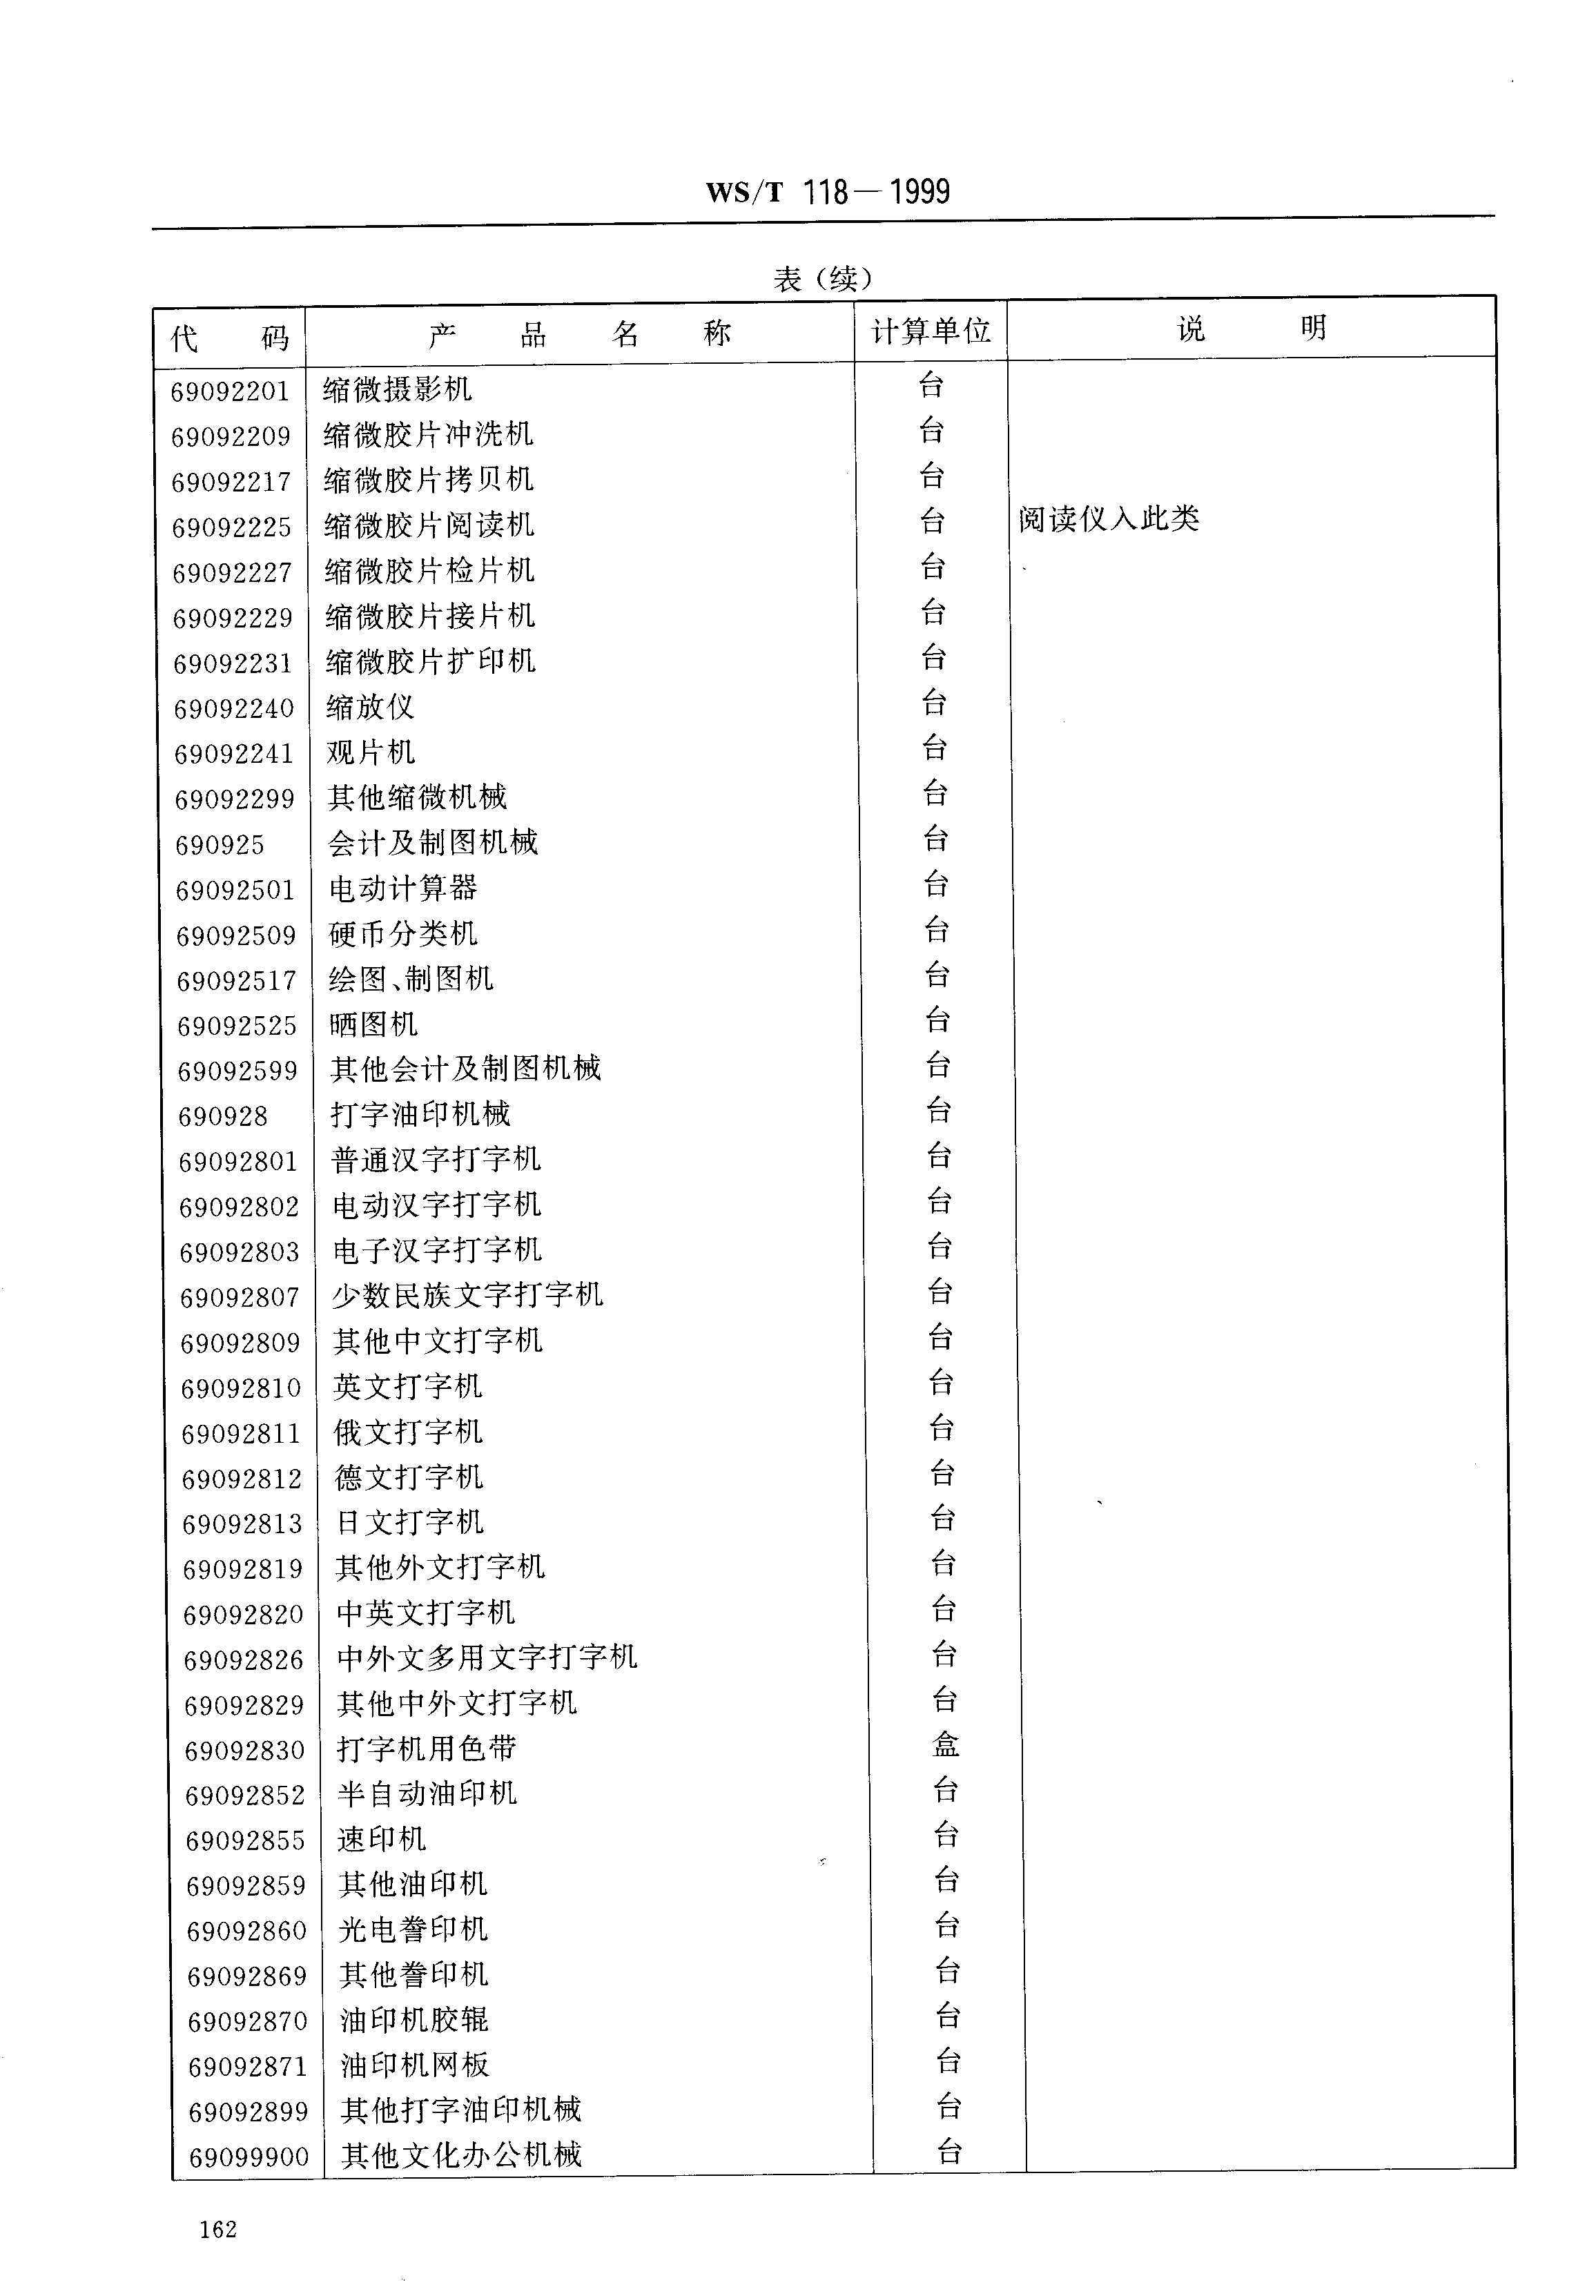 WS/T 118—1999
表（续）
代 码 产 品 名 称 计算单位 说 明
69092201 缩微摄影机 台
69092209 缩微胶片冲洗机 台
69092217 缩微胶片拷贝机 台
69092225 缩微胶片阅读机 台 阅读仪入此类
69092227 缩微胶片检片机 台
69092229 缩微胶片接片机 台
69092231 缩微胶片扩印机 台
69092240 缩放仪 台
69092241 观片机 台
69092299 其他缩微机械 台
690925 会计及制图机械 台
69092501 电动计算器 台
69092509 硬币分类机 台
69092517 绘图、制图机 台
69092525 晒图机 台
69092599 其他会计及制图机械 台
690928 打字油印机械 台
69092801 普通汉字打字机 台
69092802 电动汉字打字机 台
69092803 电子汉字打字机 台
69092807 少数民族文字打字机 台
69092809 其他中文打字机 台
69092810 英文打字机 台
69092811 俄文打字机 台
69092812 德文打字机 台
69092813 日文打字机 台
69092819 其他外文打字机 台
69092820 中英文打字机 台
69092826 中外文多用文字打字机 台
69092829 其他中外文打字机 台
69092830 打字机用色带 盒
69092852 半自动油印机 台
69092855 速印机 台
69092859 其他油印机 台
69092860 光电誊印机 台
69092869 其他誊印机 台
69092870 油印机胶辊 台
69092871 油印机网板 台
69092899 其他打字油印机械 台
69099900 其他文化办公机械 台
162